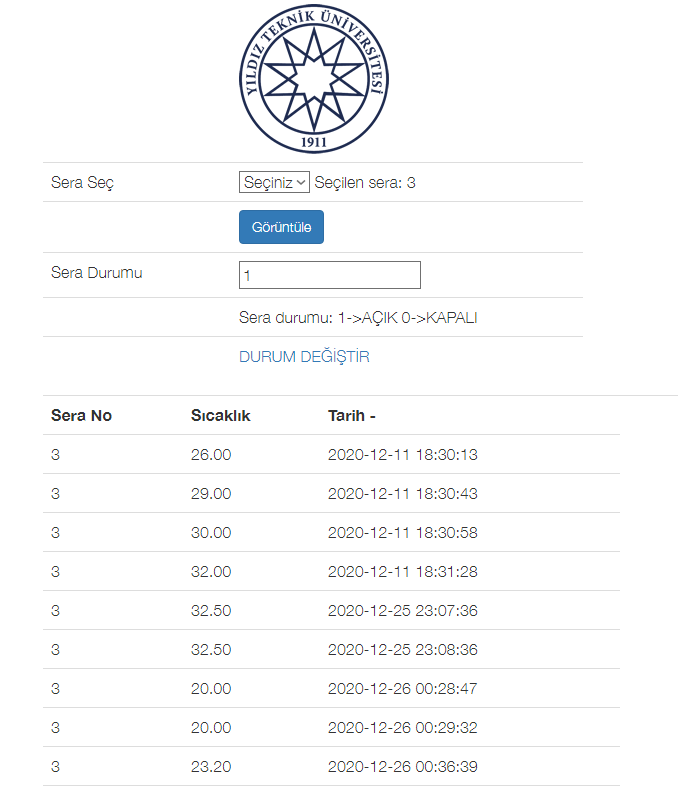 YILDIZ TEKNİK ÜNİVERSİTESİ
1911
Sera Seç Seçiniz Seçilen sera: 3
Görüntüle
Sera Durumu 1
Sera durumu: 1->AÇIK 0->KAPALI
DURUM DEĞİŞTİR
Sera No Sıcaklık Tarih -
3 26.00 2020-12-11 18:30:13
3 29.00 2020-12-11 18:30:43
3 30.00 2020-12-11 18:30:58
3 32.00 2020-12-11 18:31:28
3 32.50 2020-12-25 23:07:36
3 32.50 2020-12-25 23:08:36
3 20.00 2020-12-26 00:28:47
3 20.00 2020-12-26 00:29:32
3 23.20 2020-12-26 00:36:39